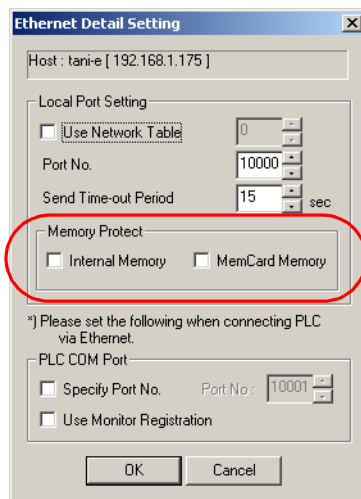 Ethernet Detail Setting
Host : tani-e [ 192.168.1.175 ]
Local Port Setting
Use Network Table 0
Port No. 10000
Send Time-out Period 15 sec
Memory Protect
Internal Memory MemCard Memory
*) Please set the following when connecting PLC
via Ethernet.
PLC COM Port
Specify Port No. Port No : 10001
Use Monitor Registration
OK Cancel